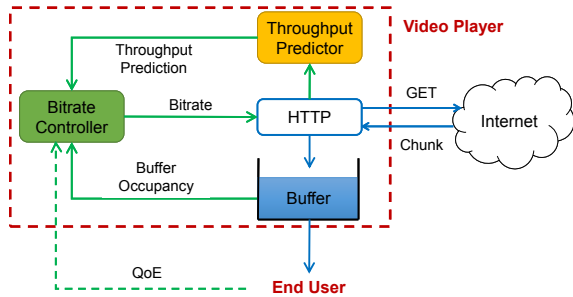 Throughput
Predictor
Video Player
Throughput
Prediction
Bitrate
Controller
Bitrate
HTTP
GET
Chunk
Internet
Buffer
Occupancy
Buffer
QoE
End User